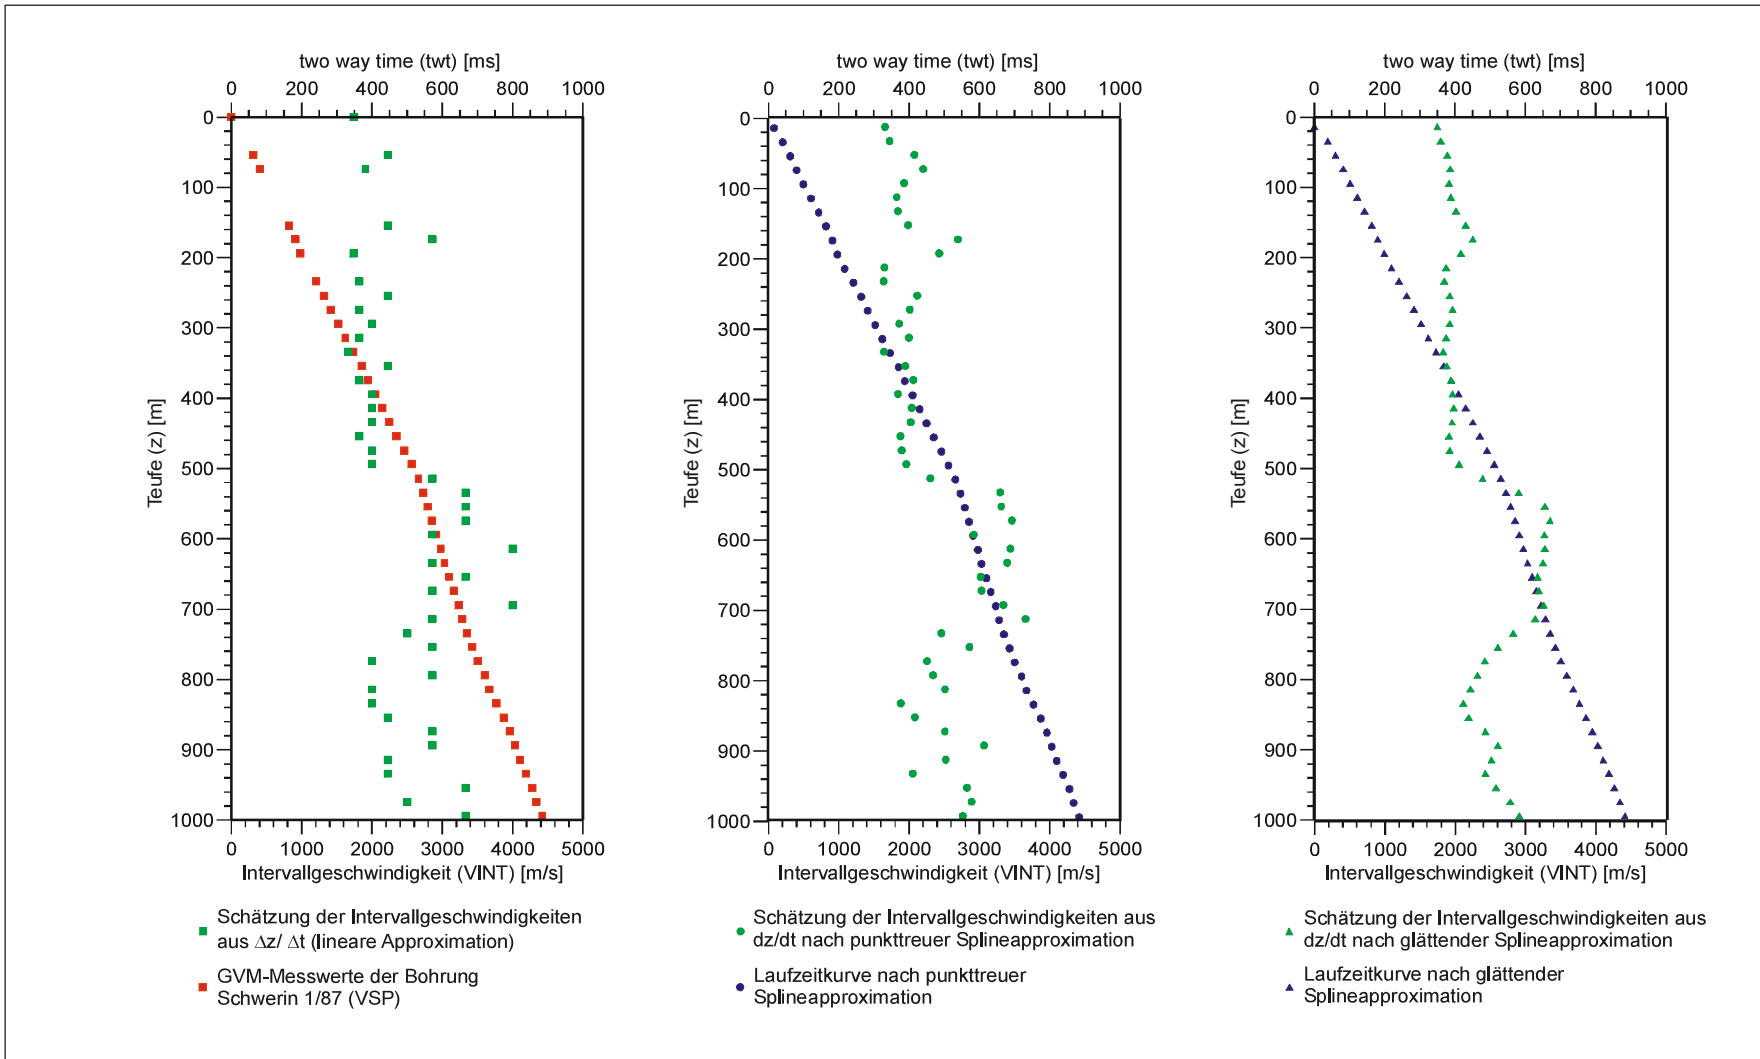 two way time (twt) [ms]
0 200 400 600 800 1000
0
100
200
300
400
500
600
700
800
900
1000
Teufe (z) [m]
0 1000 2000 3000 4000 5000
Intervallgeschwindigkeit (VINT) [m/s]
Schätzung der Intervallgeschwindigkeiten
aus Δz/ Δt (lineare Approximation)
GVM-Messwerte der Bohrung
Schwerin 1/87 (VSP)
two way time (twt) [ms]
0 200 400 600 800 1000
0
100
200
300
400
500
600
700
800
900
1000
Teufe (z) [m]
0 1000 2000 3000 4000 5000
Intervallgeschwindigkeit (VINT) [m/s]
Schätzung der Intervallgeschwindigkeiten aus
dz/dt nach punkttreuer Splineapproximation
Laufzeitkurve nach punkttreuer
Splineapproximation
two way time (twt) [ms]
0 200 400 600 800 1000
0
100
200
300
400
500
600
700
800
900
1000
Teufe (z) [m]
0 1000 2000 3000 4000 5000
Intervallgeschwindigkeit (VINT) [m/s]
Schätzung der Intervallgeschwindigkeiten aus
dz/dt nach glättender Splineapproximation
Laufzeitkurve nach glättender
Splineapproximation